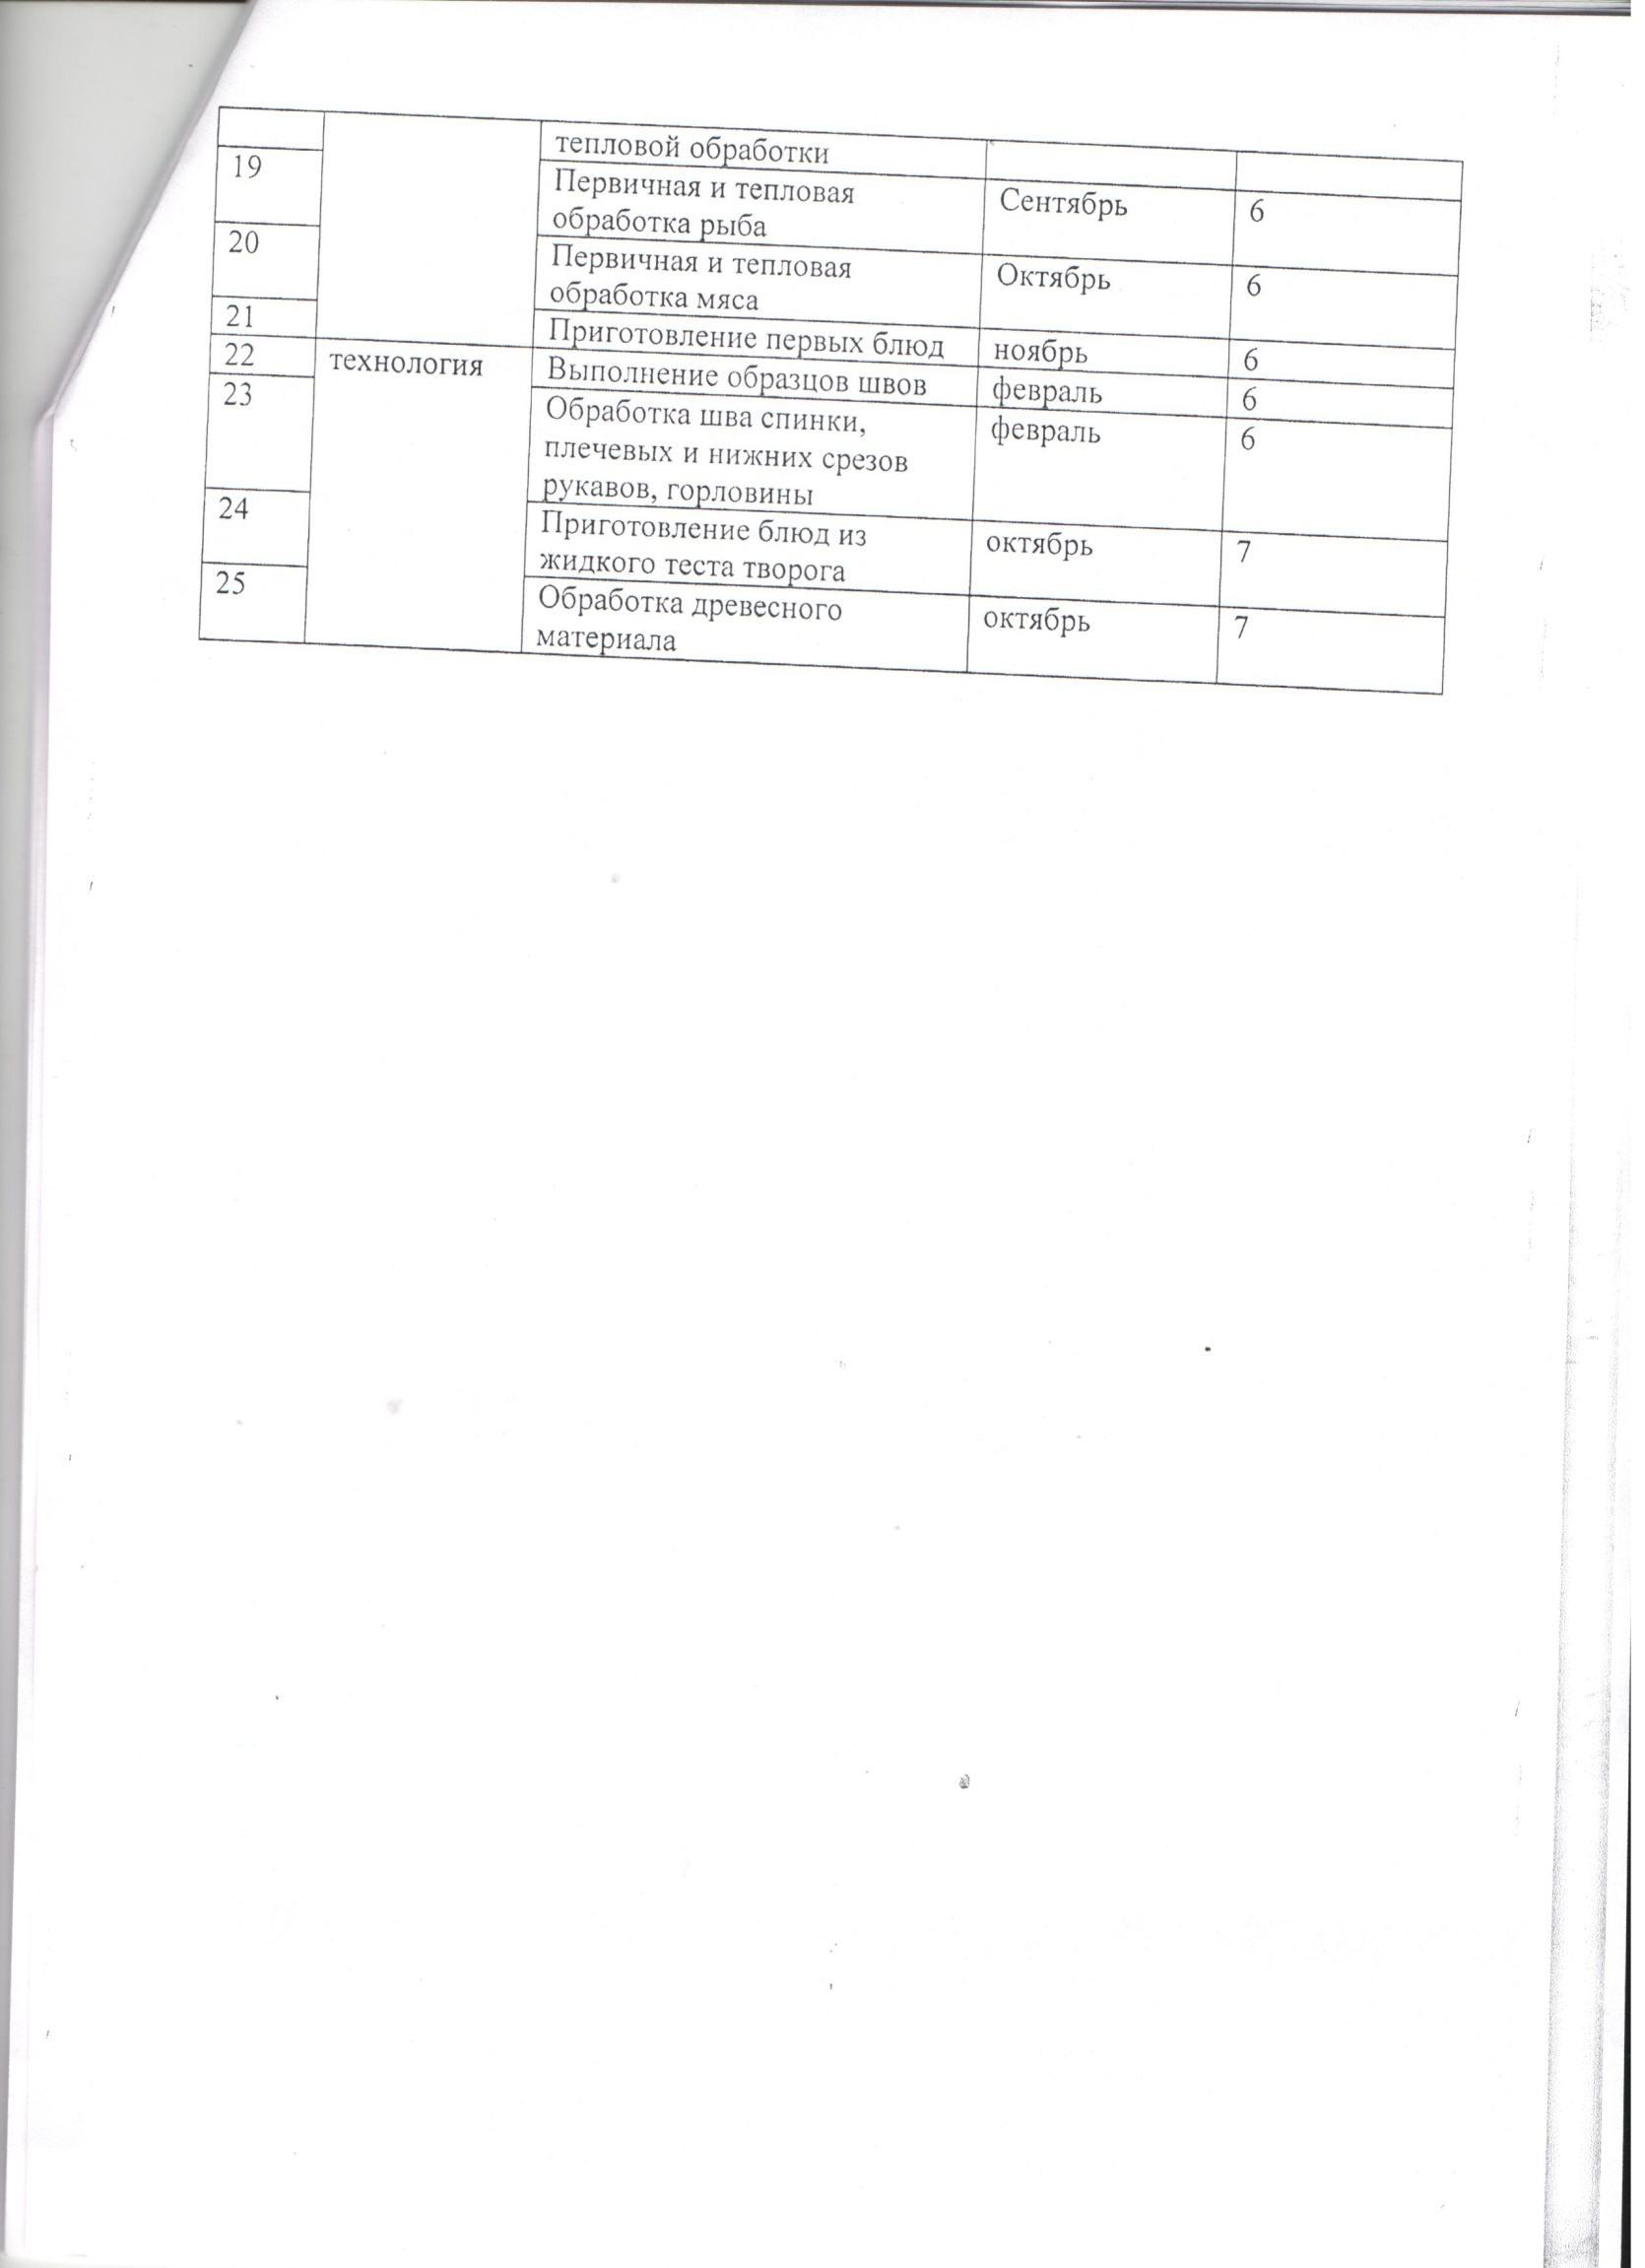 тепловой обработки
19 Первичная и тепловая Сентябрь 6
обработка рыба
20 Первичная и тепловая Октябрь 6
обработка мяса
21 Приготовление первых блюд ноябрь 6
22 технология Выполнение образцов швов февраль 6
23 Обработка шва спинки, февраль 6
плечевых и нижних срезов
рукавов, горловины
24 Приготовление блюд из октябрь 7
жидкого теста творога
25 Обработка древесного октябрь 7
материала